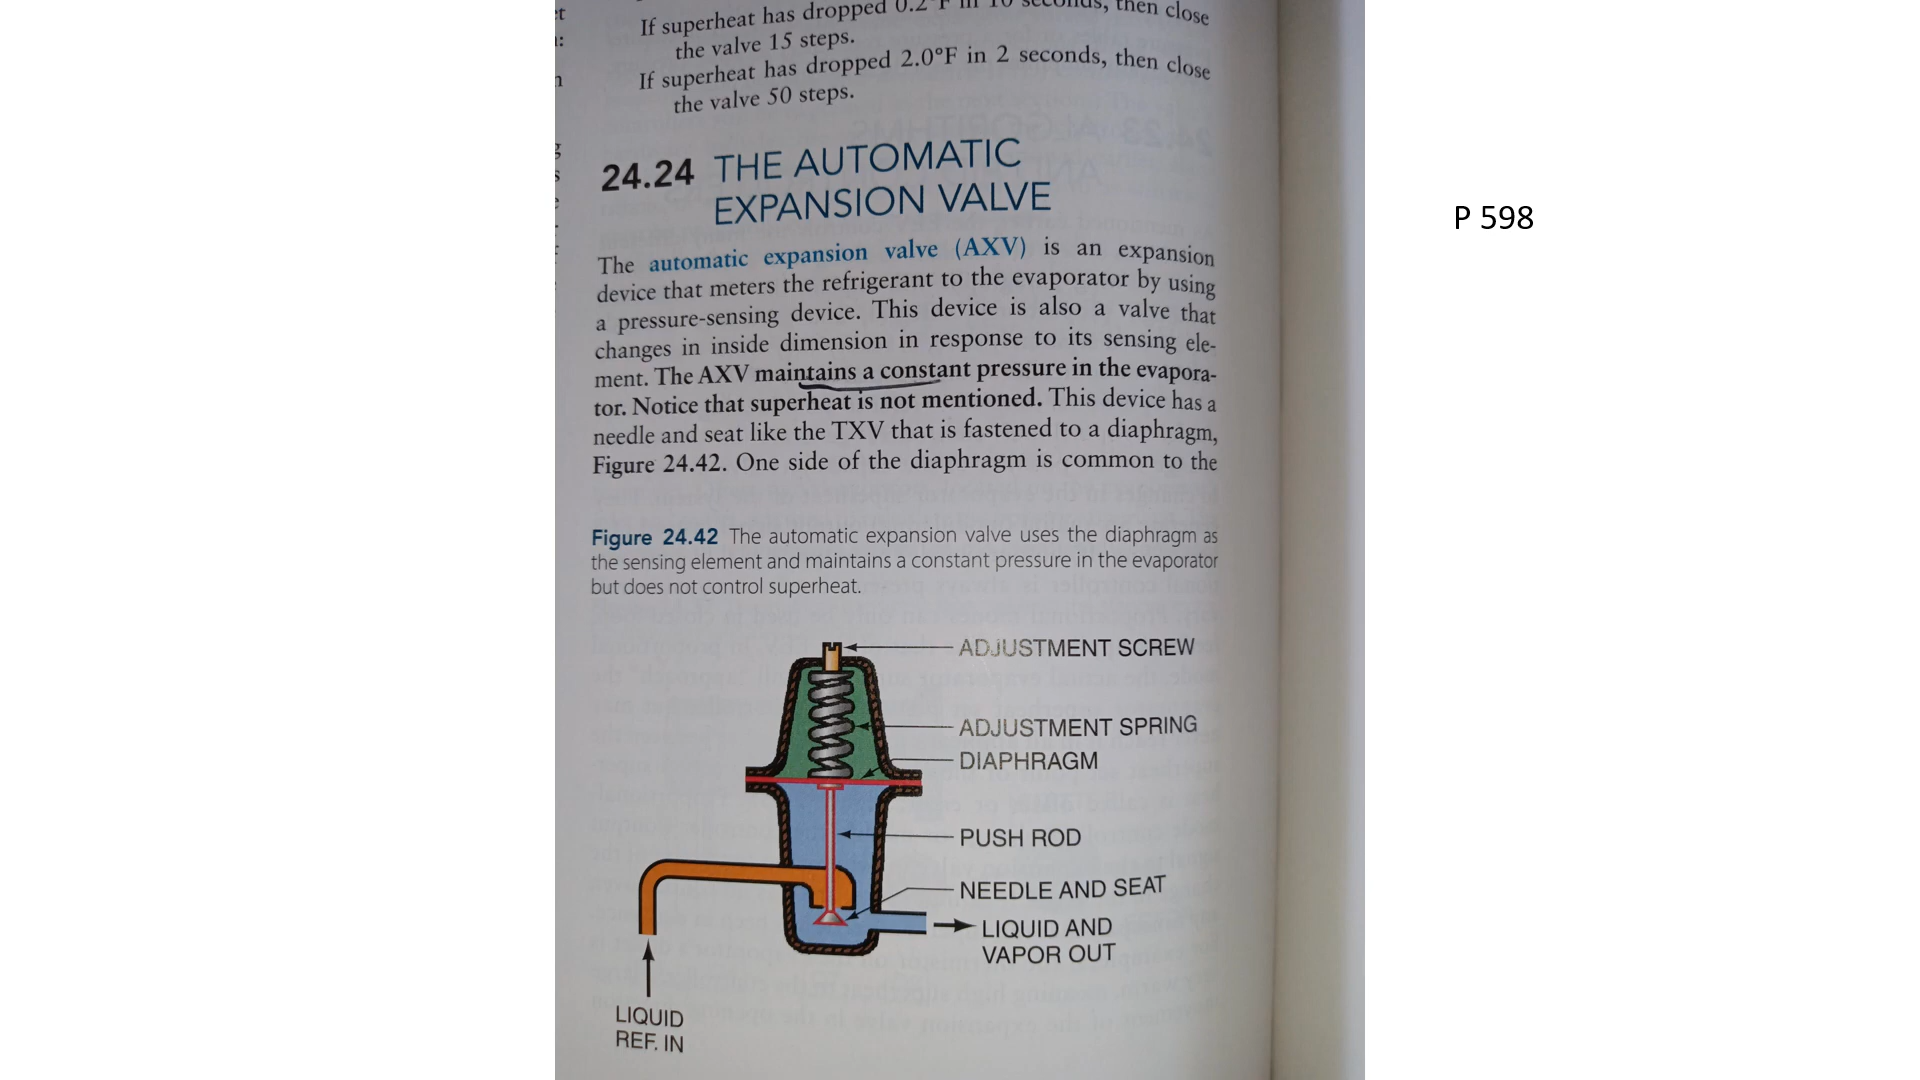 If superheat has dropped 0.2°F in 10 seconds, then close
the valve 15 steps.
If superheat has dropped 2.0°F in 2 seconds, then close
the valve 50 steps.
24.24 THE AUTOMATIC
EXPANSION VALVE
P 598
The automatic expansion valve (AXV) is an expansion
device that meters the refrigerant to the evaporator by using
a pressure-sensing device. This device is also a valve that
changes in inside dimension in response to its sensing ele-
ment. The AXV maintains a constant pressure in the evapora-
tor. Notice that superheat is not mentioned. This device has a
needle and seat like the TXV that is fastened to a diaphragm,
Figure 24.42. One side of the diaphragm is common to the
Figure 24.42 The automatic expansion valve uses the diaphragm as
the sensing element and maintains a constant pressure in the evaporator
but does not control superheat.
ADJUSTMENT SCREW
ADJUSTMENT SPRING
DIAPHRAGM
PUSH ROD
NEEDLE AND SEAT
LIQUID AND
VAPOR OUT
LIQUID
REF. IN